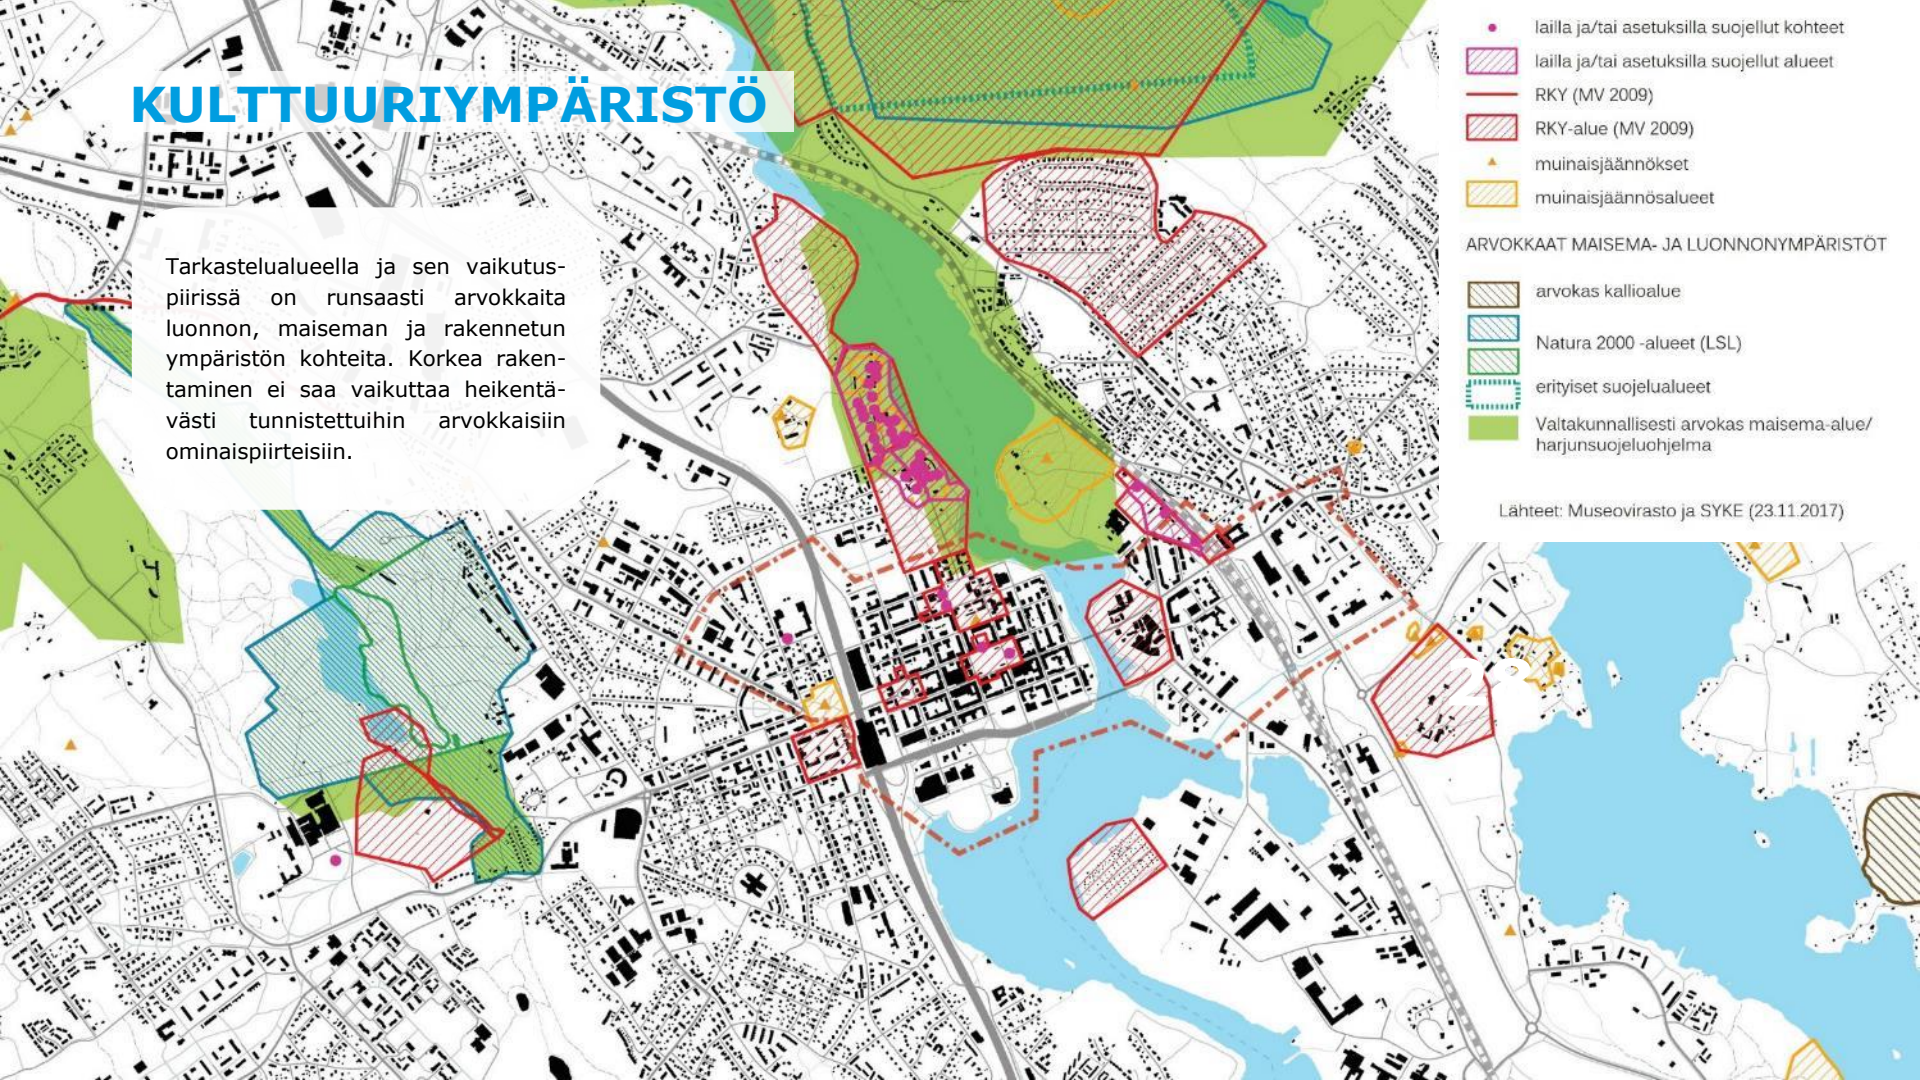 KULTTUURIYMPÄRISTÖ
Tarkastelualueella ja sen vaikutus-
piirissä on runsaasti arvokkaita
luonnon, maiseman ja rakennetun
ympäristön kohteita. Korkea raken-
taminen ei saa vaikuttaa heikentä-
västi tunnistettuihin arvokkaisiin
ominaispiirteisiin.
lailla ja/tai asetuksilla suojellut kohteet
lailla ja/tai asetuksilla suojellut alueet
RKY (MV 2009)
RKY-alue (MV 2009)
muinaisjäännökset
muinaisjäännösalueet
ARVOKKAAT MAISEMA- JA LUONNONYMPÄRISTÖT
arvokas kallioalue
Natura 2000 -alueet (LSL)
erityiset suojelualueet
Valtakunnallisesti arvokas maisema-alue/
harjunsuojeluohjelma
Lähteet: Museovirasto ja SYKE (23.11.2017)